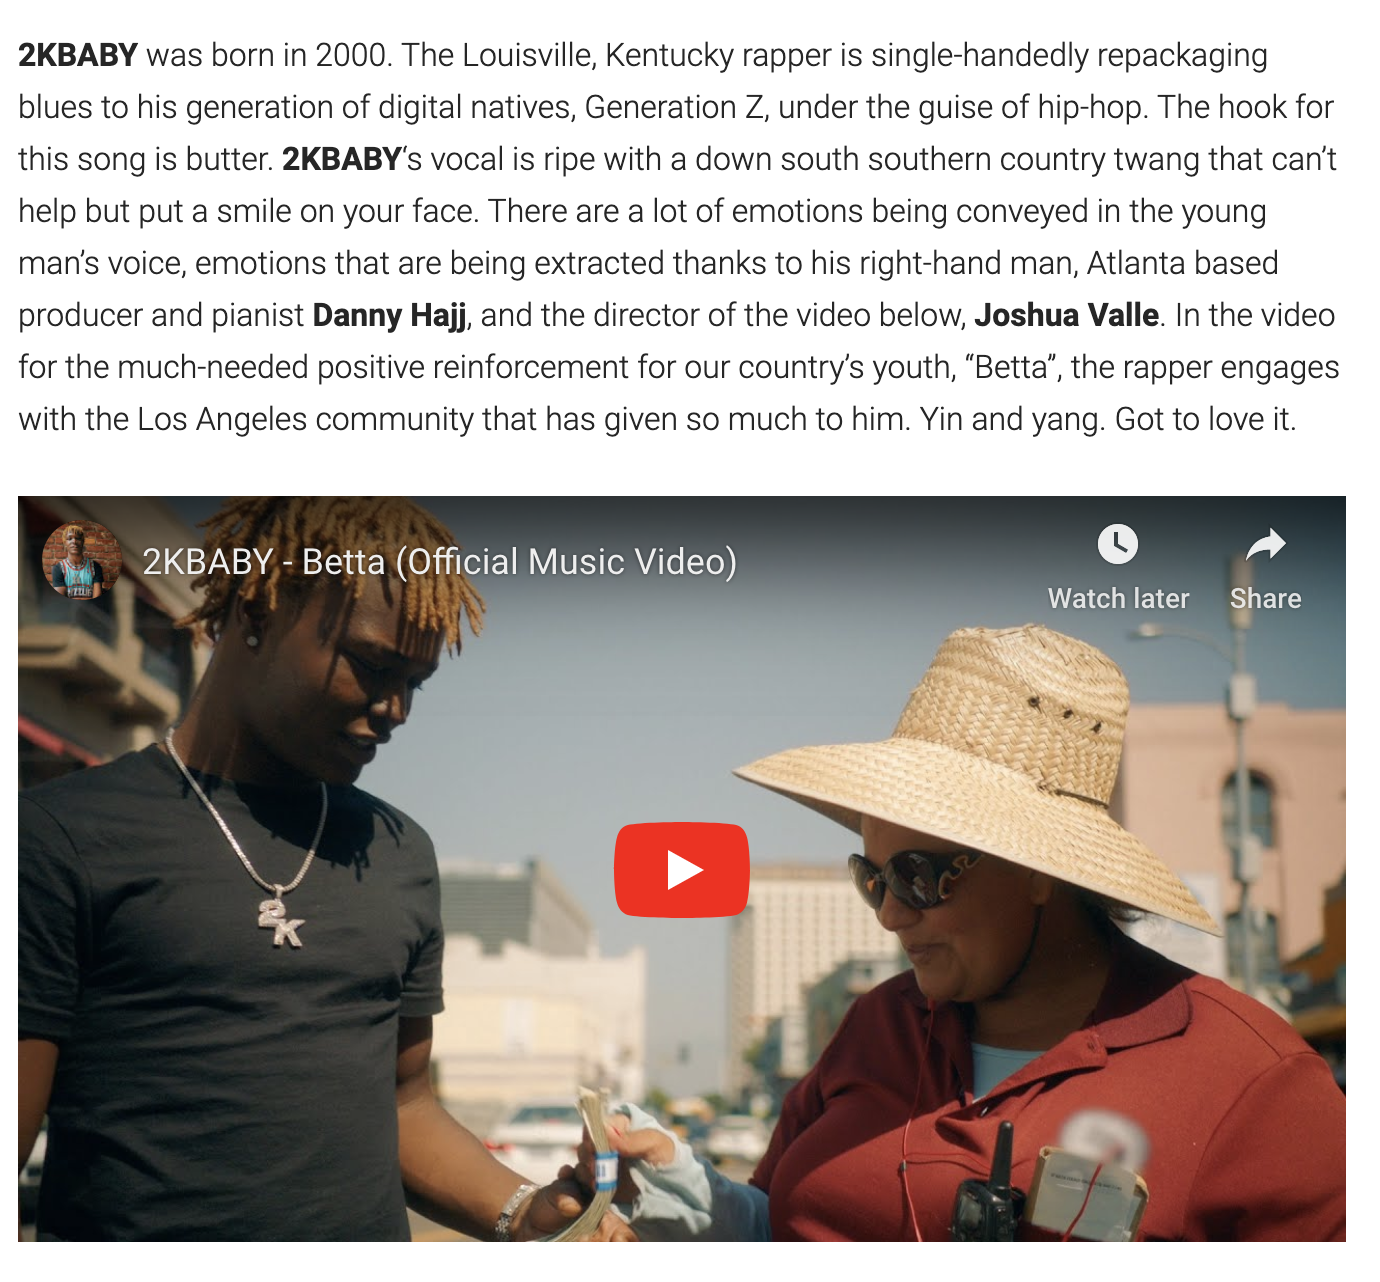 2KBABY was born in 2000. The Louisville, Kentucky rapper is single-handedly repackaging
blues to his generation of digital natives, Generation Z, under the guise of hip-hop. The hook for
this song is butter. 2KBABY‘s vocal is ripe with a down south southern country twang that can’t
help but put a smile on your face. There are a lot of emotions being conveyed in the young
man’s voice, emotions that are being extracted thanks to his right-hand man, Atlanta based
producer and pianist Danny Hajj, and the director of the video below, Joshua Valle. In the video
for the much-needed positive reinforcement for our country’s youth, “Betta”, the rapper engages
with the Los Angeles community that has given so much to him. Yin and yang. Got to love it.
2KBABY - Betta (Official Music Video)
Watch later
Share
2K